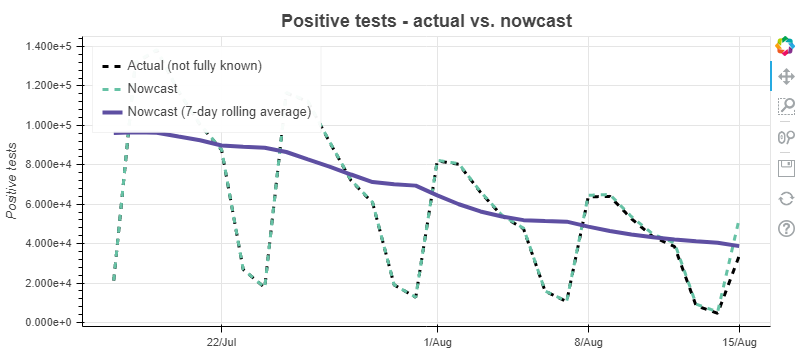 Positive tests - actual vs. nowcast
Positive tests
1.400e+5
1.200e+5
1.000e+5
8.000e+4
6.000e+4
4.000e+4
2.000e+4
0.000e+0
Actual (not fully known)
Nowcast
Nowcast (7-day rolling average)
22/Jul
1/Aug
8/Aug
15/Aug